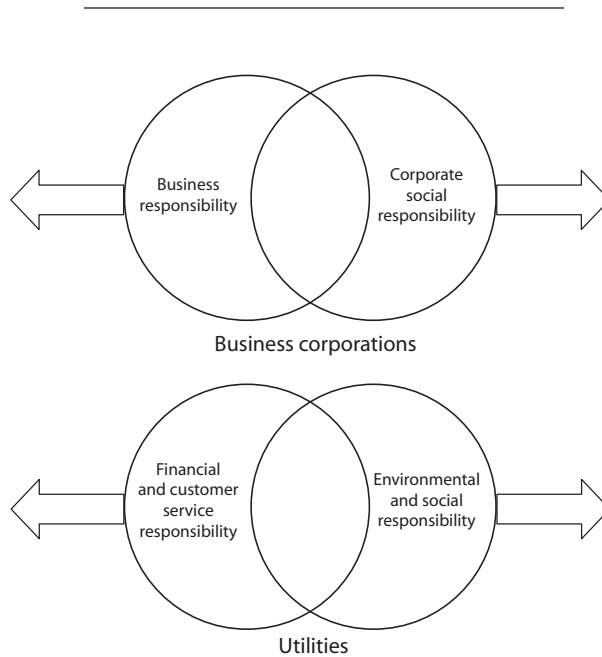 Business
responsibility
Corporate
social
responsibility
Business corporations
Financial
and customer
service
responsibility
Environmental
and social
responsibility
Utilities